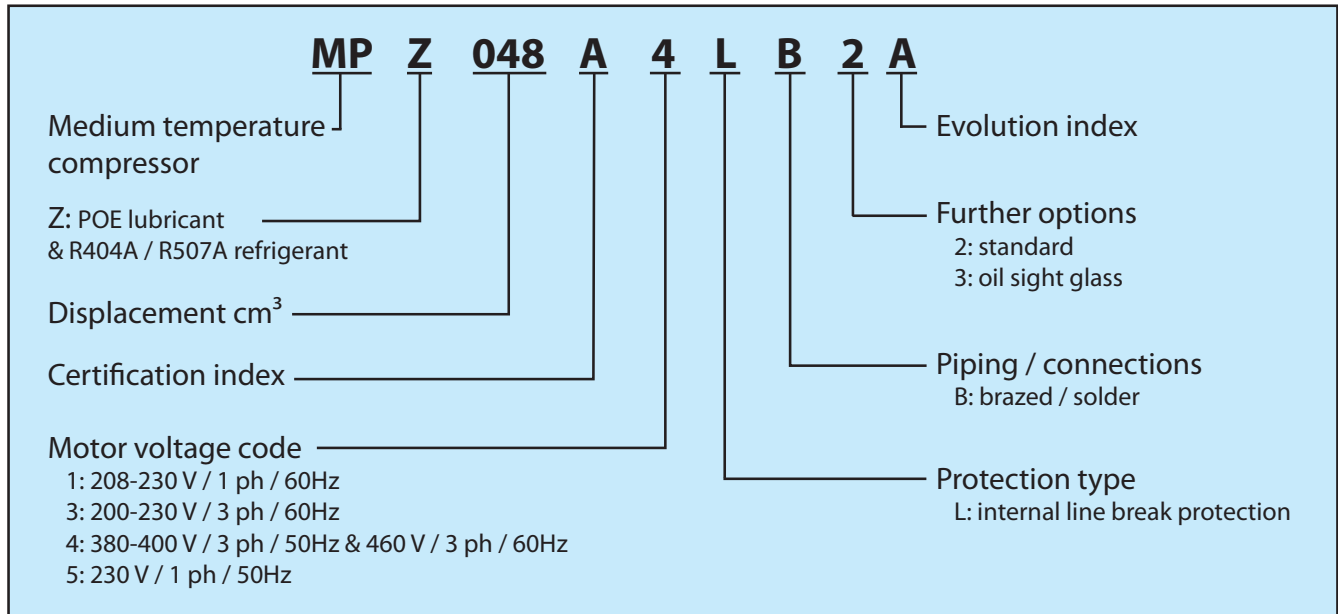 MP Z 048 A 4 L B 2 A
Medium temperature
compressor
Z: POE lubricant
& R404A / R507A refrigerant
Displacement cm³
Certification index
Motor voltage code
1: 208-230 V / 1 ph / 60Hz
3: 200-230 V / 3 ph / 60Hz
4: 380-400 V / 3 ph / 50Hz & 460 V / 3 ph / 60Hz
5: 230 V / 1 ph / 50Hz
Evolution index
Further options
2: standard
3: oil sight glass
Piping / connections
B: brazed / solder
Protection type
L: internal line break protection